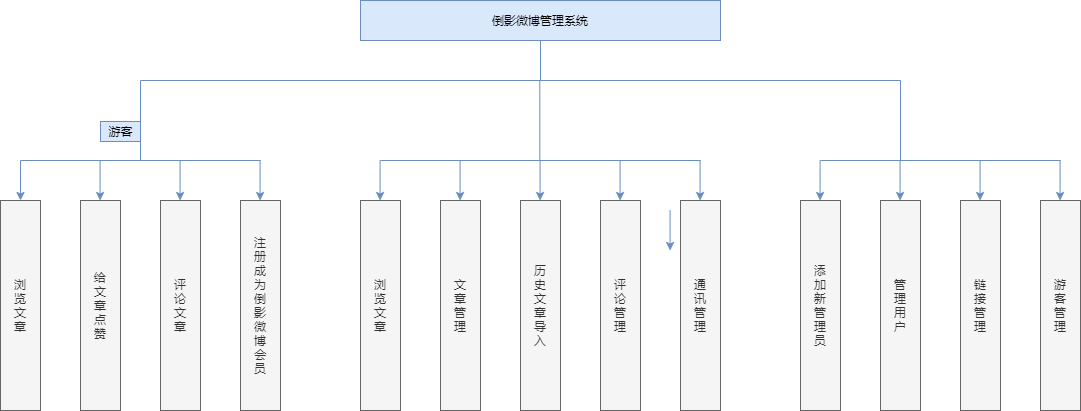 倒影微博管理系统
游客
浏览文章
给文章点赞
评论文章
注册成为倒影微博会员
浏览文章
文章管理
历史文章导入
评论管理
通讯管理
添加新管理员
管理用户
链接管理
游客管理